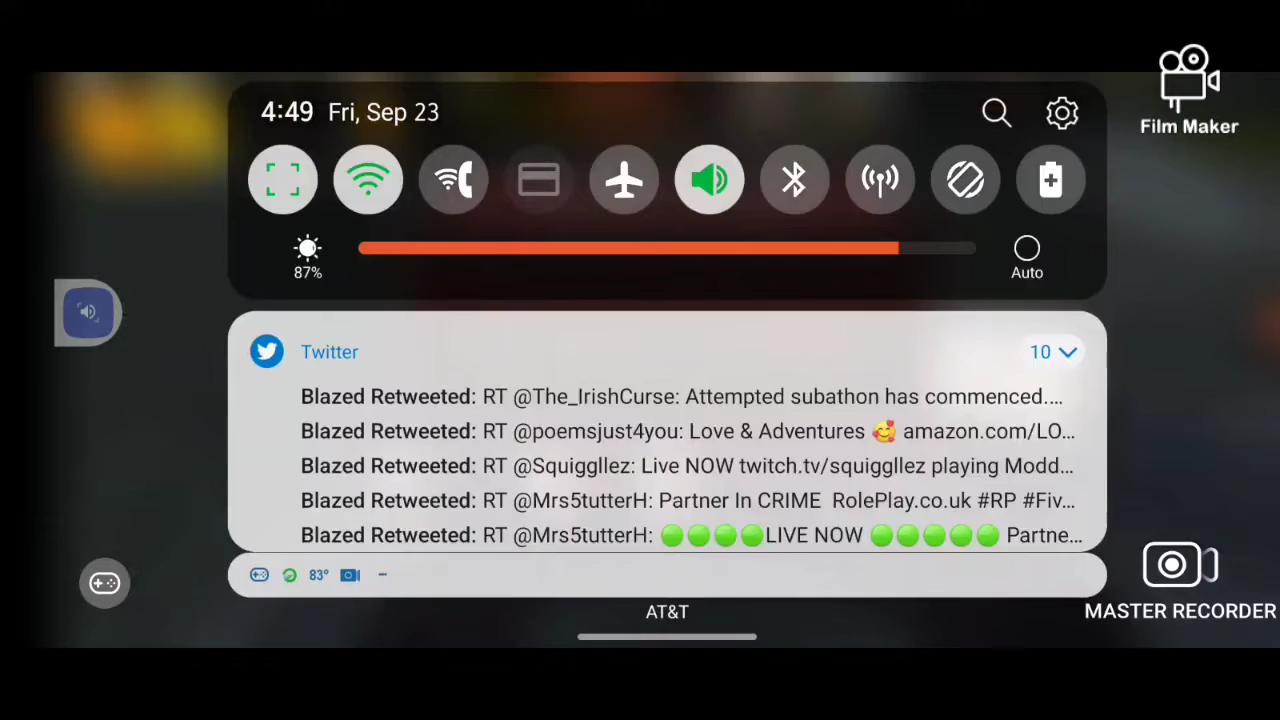 4:49 Fri, Sep 23
Film Maker
87%
Auto
Twitter
10
Blazed Retweeted: RT @The_IrishCurse: Attempted subathon has commenced....
Blazed Retweeted: RT @poemsjust4you: Love & Adventures 🥰 amazon.com/LO...
Blazed Retweeted: RT @Squiggllez: Live NOW twitch.tv/squiggllez playing Modd...
Blazed Retweeted: RT @Mrs5tutterH: Partner In CRIME RolePlay.co.uk #RP #Fiv...
Blazed Retweeted: RT @Mrs5tutterH: 🟢🟢🟢🟢LIVE NOW 🟢🟢🟢🟢🟢 Partne...
83°
AT&T
MASTER RECORDER